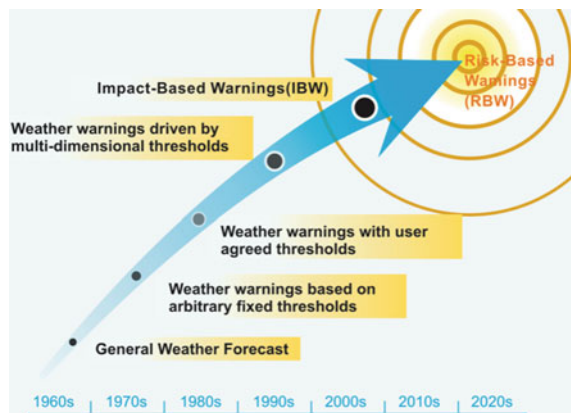 Risk-Based
Warnings
(RBW)
Impact-Based Warnings(IBW)
Weather warnings driven by
multi-dimensional thresholds
Weather warnings with user
agreed thresholds
Weather warnings based on
arbitrary fixed thresholds
General Weather Forecast
1960s | 1970s | 1980s | 1990s | 2000s | 2010s | 2020s